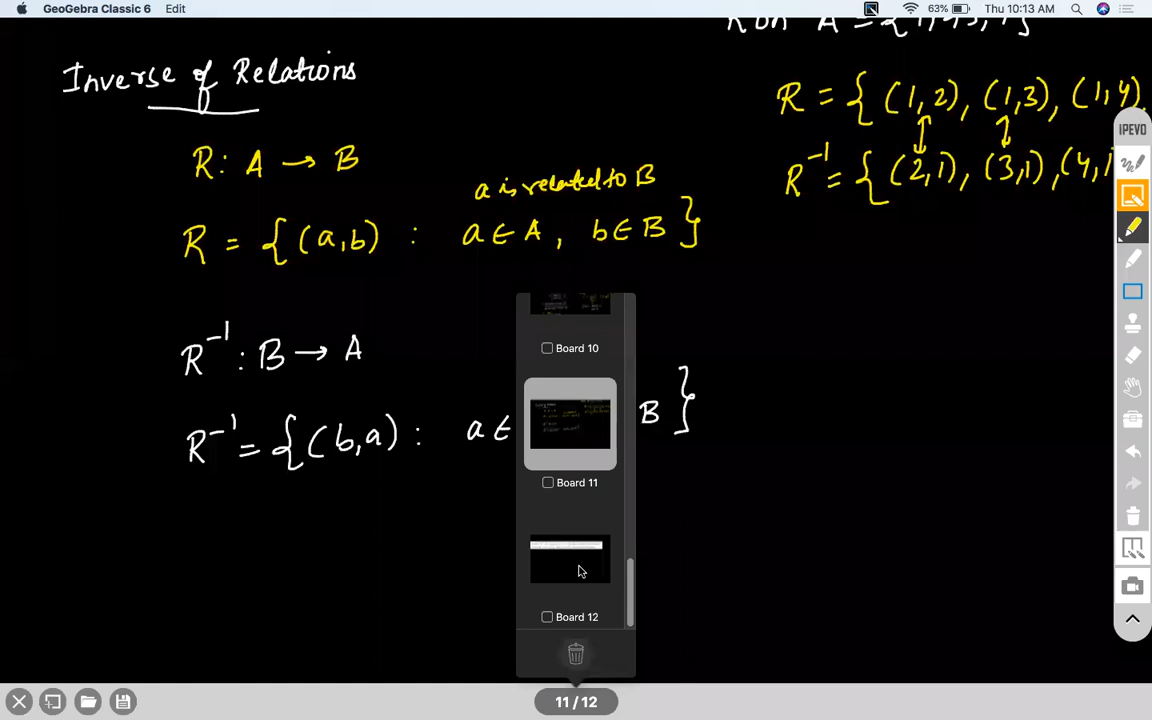 GeoGebra Classic 6 Edit 63% Thu 10:13 AM
R on A = {
Inverse of Relations
R = { (1,2), (1,3), (1,4),
R⁻¹ = { (2,1), (3,1), (4,1
IPEVO
R: A → B
a is related to B
R = { (a,b) : a ∈ A , b ∈ B }
R⁻¹ : B → A
R⁻¹ = { (b,a) : a ∈ B }
Board 10
Board 11
Board 12
11 / 12